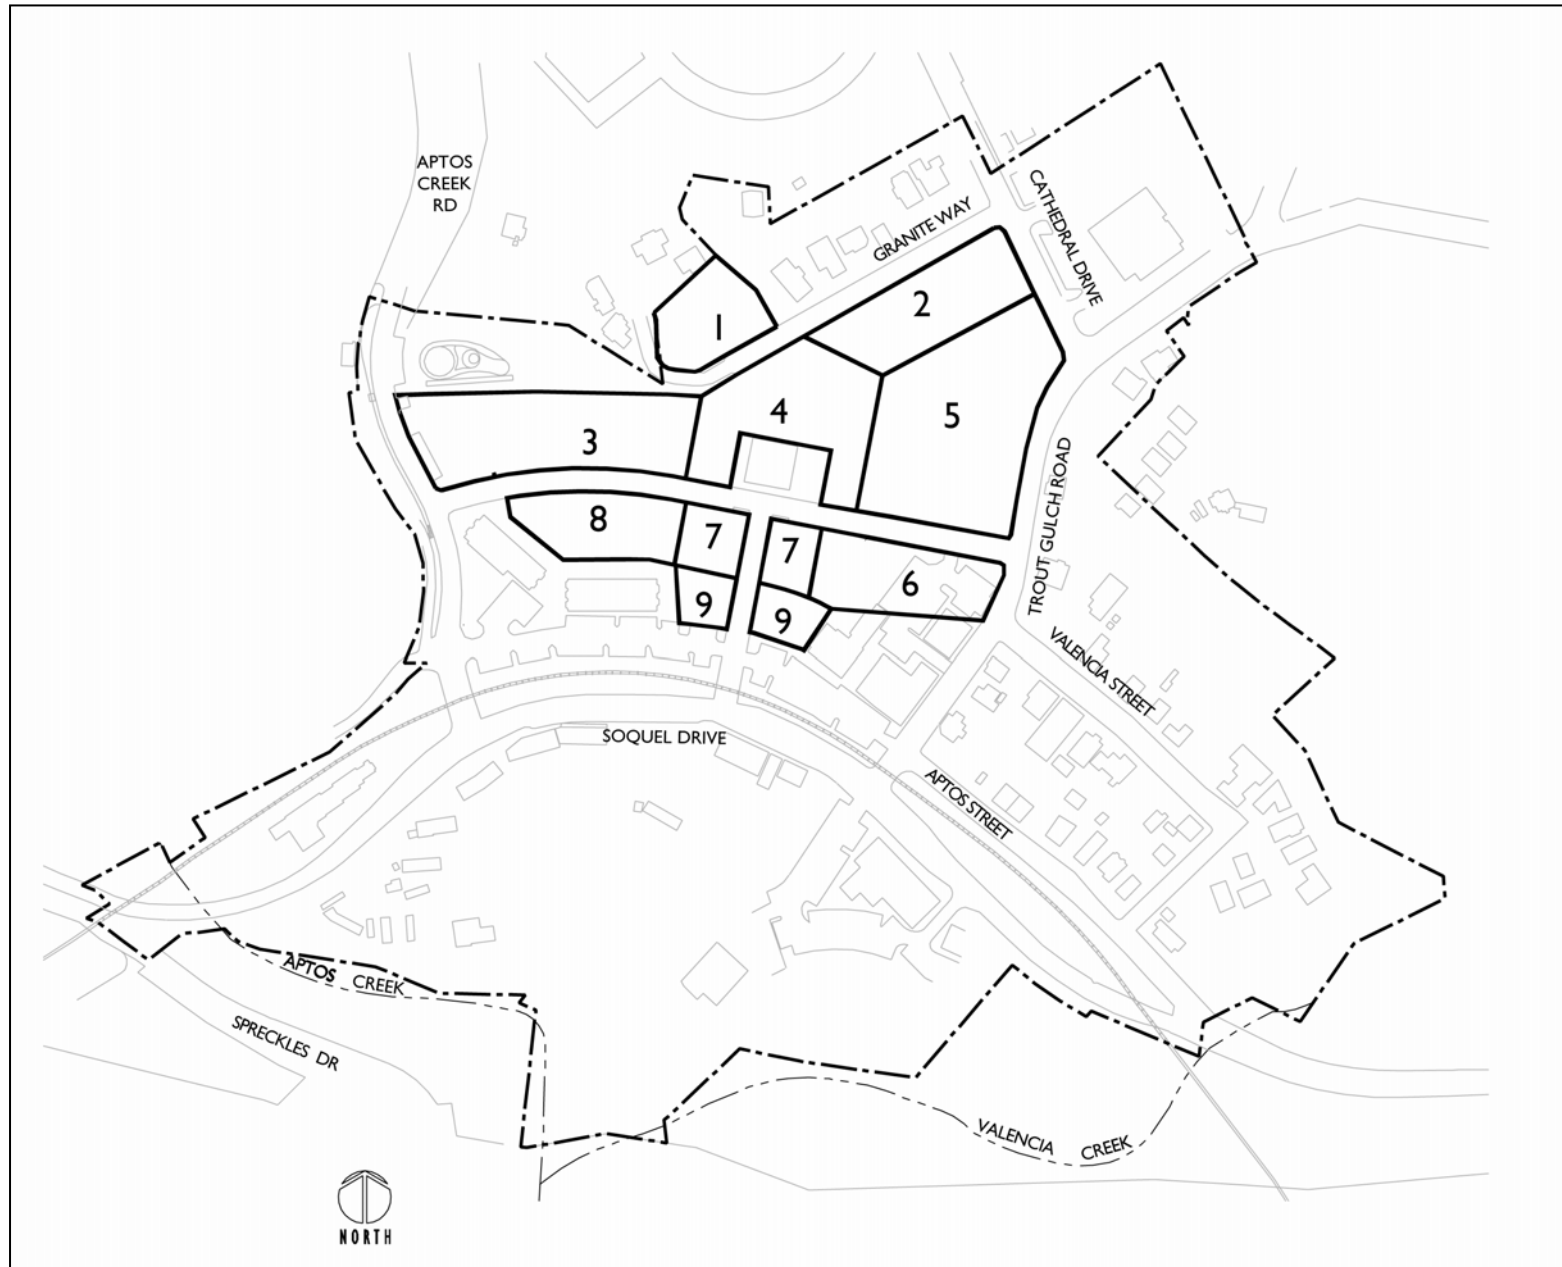 APTOS
CREEK
RD
CATHEDRAL DRIVE
GRANITE WAY
1
2
3
4
5
TROUT GULCH ROAD
8
7
7
6
9
9
VALENCIA STREET
SOQUEL DRIVE
APTOS STREET
APTOS CREEK
SPRECKLES DR
VALENCIA CREEK
NORTH